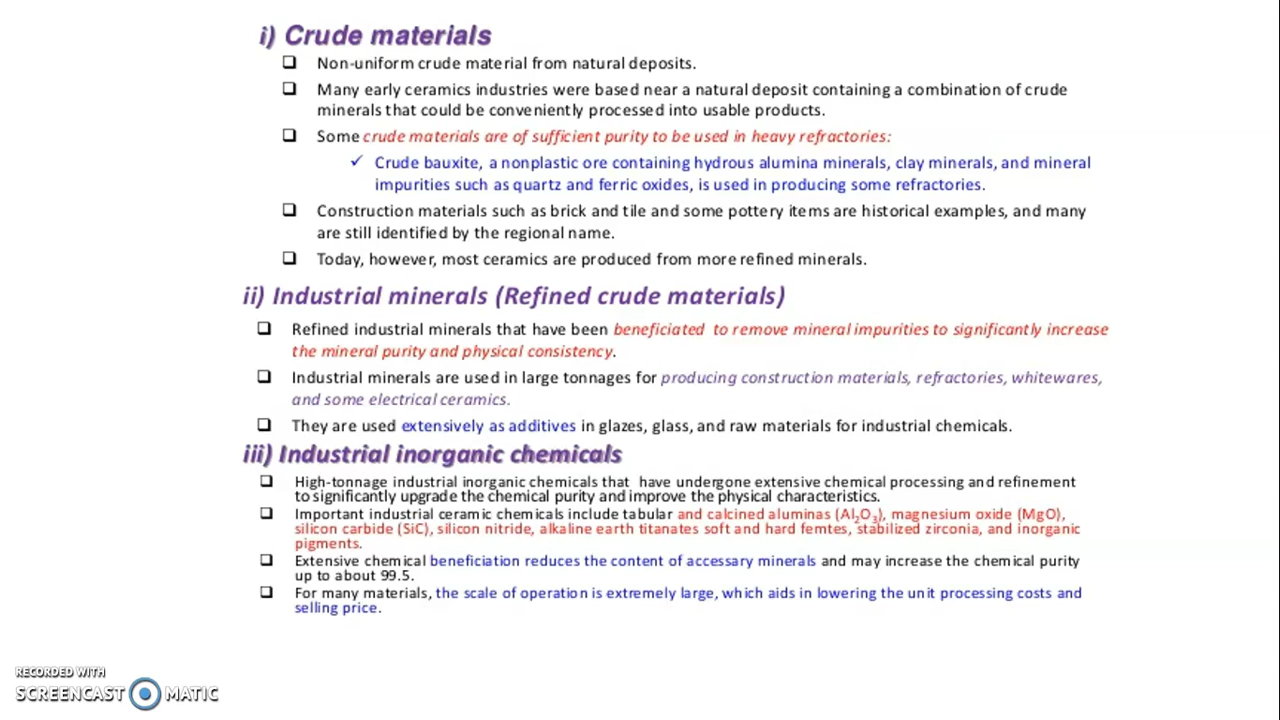 i) Crude materials
❑ Non-uniform crude material from natural deposits.
❑ Many early ceramics industries were based near a natural deposit containing a combination of crude
minerals that could be conveniently processed into usable products.
❑ Some crude materials are of sufficient purity to be used in heavy refractories:
✓ Crude bauxite, a nonplastic ore containing hydrous alumina minerals, clay minerals, and mineral
impurities such as quartz and ferric oxides, is used in producing some refractories.
❑ Construction materials such as brick and tile and some pottery items are historical examples, and many
are still identified by the regional name.
❑ Today, however, most ceramics are produced from more refined minerals.
ii) Industrial minerals (Refined crude materials)
❑ Refined industrial minerals that have been beneficiated to remove mineral impurities to significantly increase
the mineral purity and physical consistency.
❑ Industrial minerals are used in large tonnages for producing construction materials, refractories, whitewares,
and some electrical ceramics.
❑ They are used extensively as additives in glazes, glass, and raw materials for industrial chemicals.
iii) Industrial inorganic chemicals
❑ High-tonnage industrial inorganic chemicals that have undergone extensive chemical processing and refinement
to significantly upgrade the chemical purity and improve the physical characteristics.
❑ Important industrial ceramic chemicals include tabular and calcined aluminas (Al₂O₃), magnesium oxide (MgO),
silicon carbide (SiC), silicon nitride, alkaline earth titanates soft and hard femtes, stabilized zirconia, and inorganic
pigments.
❑ Extensive chemical beneficiation reduces the content of accessary minerals and may increase the chemical purity
up to about 99.5.
❑ For many materials, the scale of operation is extremely large, which aids in lowering the unit processing costs and
selling price.
RECORDED WITH
SCREENCAST MATIC